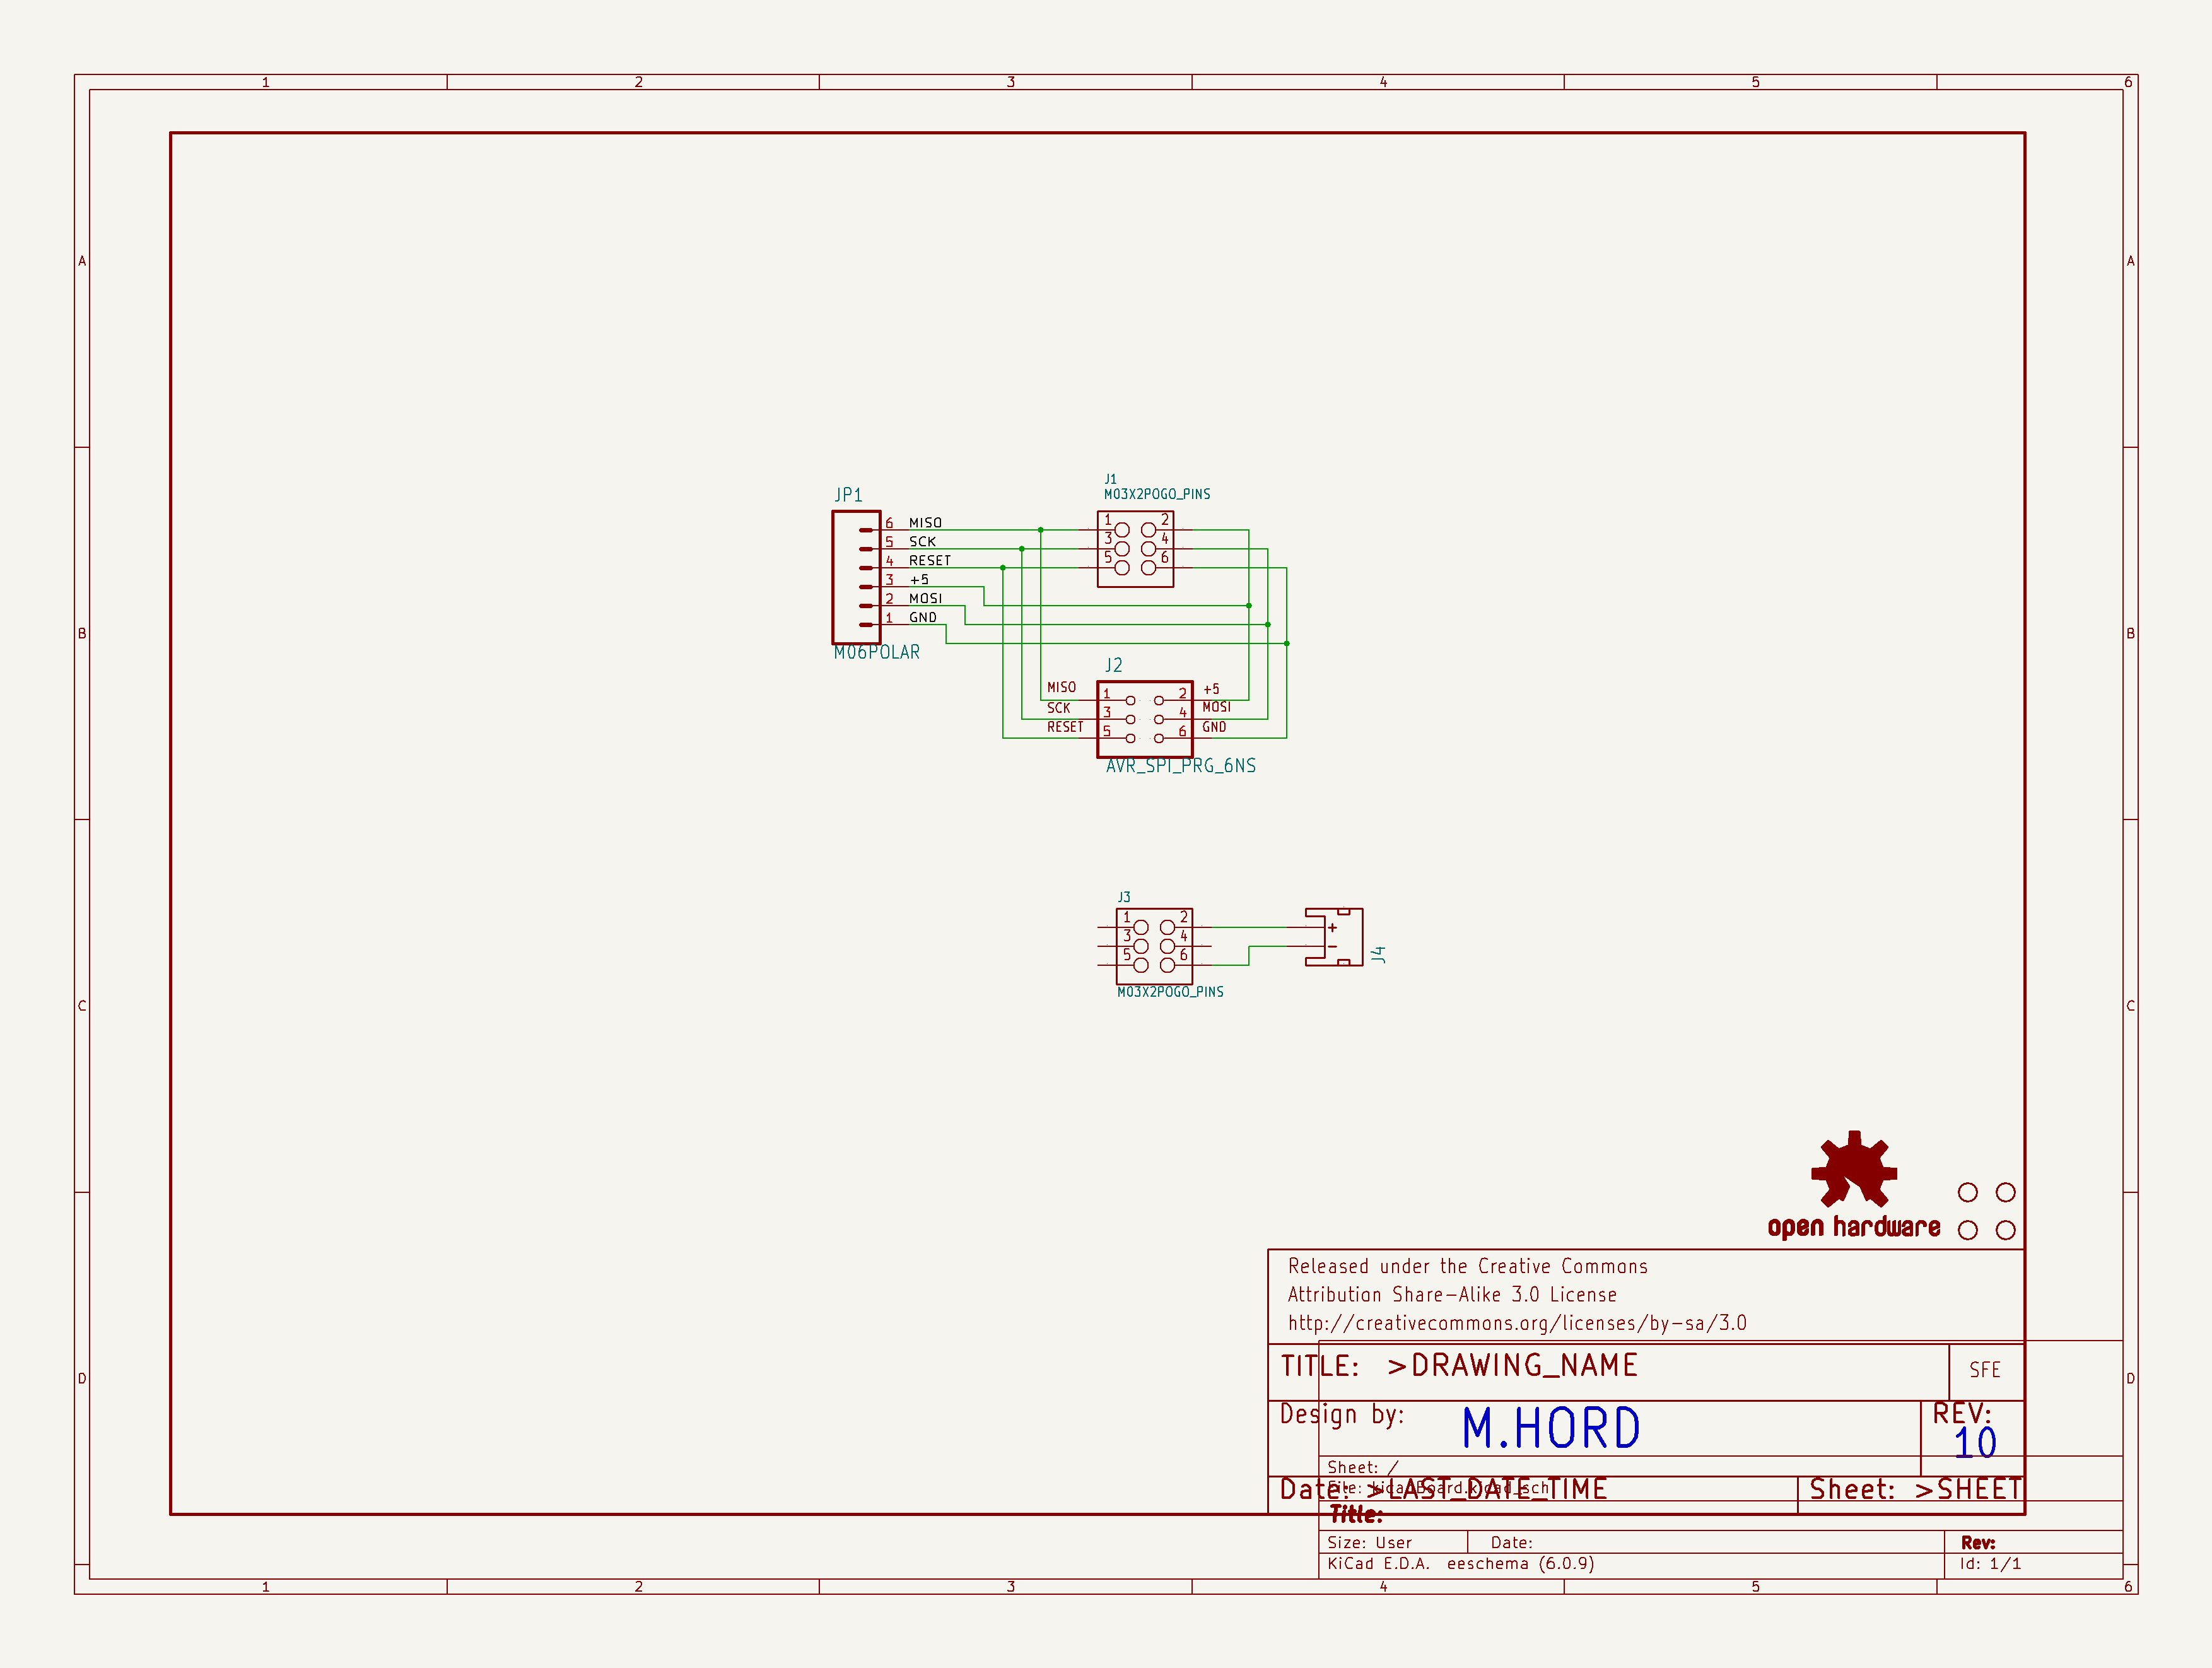 1 2 3 4 5 6
A A
J1
M03X2POGO_PINS
JP1
6 MISO
5 SCK
4 RESET
3 +5
2 MOSI
1 GND
M06POLAR
1 2
3 4
5 6
B B
J2
MISO 1 2 +5
SCK 3 4 MOSI
RESET 5 6 GND
AVR_SPI_PRG_6NS
J3
1 2
3 4
5 6
M03X2POGO_PINS
+
-
J4
C C
open hardware
Released under the Creative Commons
Attribution Share-Alike 3.0 License
http://creativecommons.org/licenses/by-sa/3.0
TITLE: >DRAWING_NAME
SFE
D D
Design by: M.HORD
REV:
10
Sheet: /
File: kicadBoard.kicad_sch
Date: >LAST_DATE_TIME
Sheet: >SHEET
Title:
Size: User Date: Rev:
KiCad E.D.A. eeschema (6.0.9) Id: 1/1
1 2 3 4 5 6